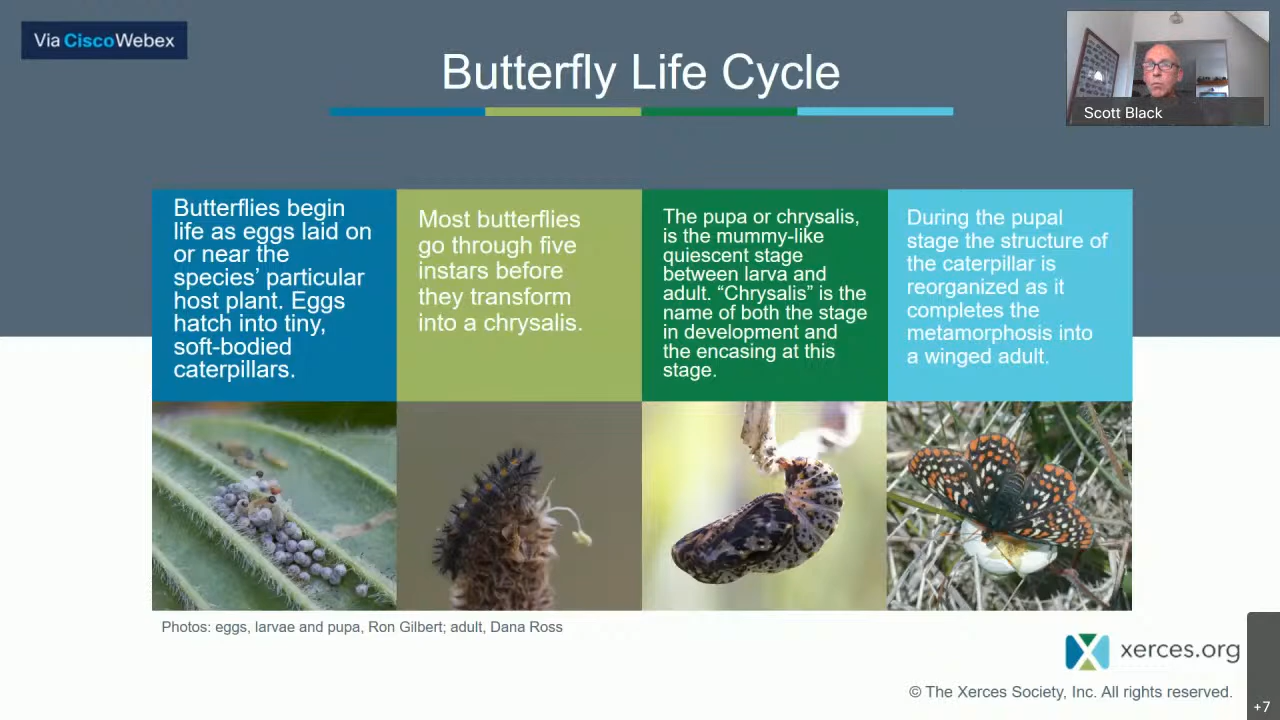 Via Cisco Webex
Butterfly Life Cycle
Scott Black
Butterflies begin
life as eggs laid on
or near the
species’ particular
host plant. Eggs
hatch into tiny,
soft-bodied
caterpillars.
Most butterflies
go through five
instars before
they transform
into a chrysalis.
The pupa or chrysalis,
is the mummy-like
quiescent stage
between larva and
adult. “Chrysalis” is the
name of both the stage
in development and
the encasing at this
stage.
During the pupal
stage the structure of
the caterpillar is
reorganized as it
completes the
metamorphosis into
a winged adult.
Photos: eggs, larvae and pupa, Ron Gilbert; adult, Dana Ross
xerces.org
© The Xerces Society, Inc. All rights reserved.
+7